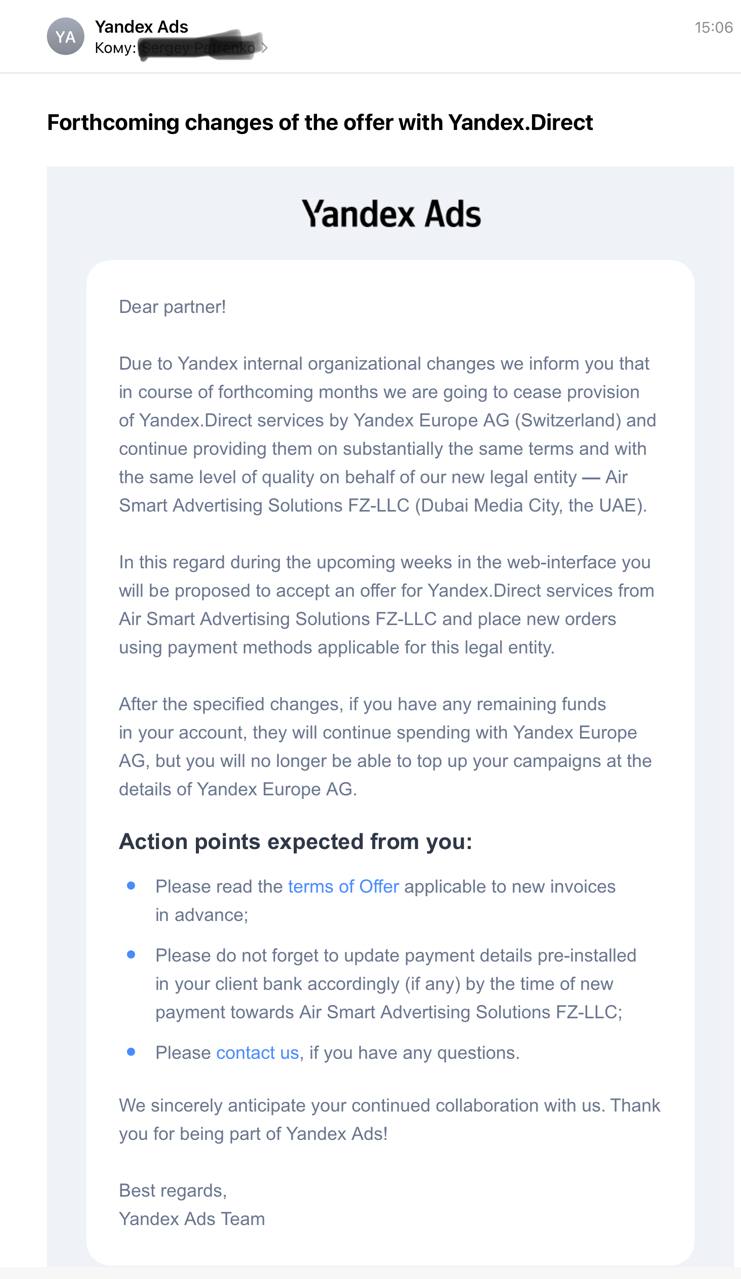 YA
Yandex Ads
15:06
Кому:
Forthcoming changes of the offer with Yandex.Direct
Yandex Ads
Dear partner!
Due to Yandex internal organizational changes we inform you that
in course of forthcoming months we are going to cease provision
of Yandex.Direct services by Yandex Europe AG (Switzerland) and
continue providing them on substantially the same terms and with
the same level of quality on behalf of our new legal entity — Air
Smart Advertising Solutions FZ-LLC (Dubai Media City, the UAE).
In this regard during the upcoming weeks in the web-interface you
will be proposed to accept an offer for Yandex.Direct services from
Air Smart Advertising Solutions FZ-LLC and place new orders
using payment methods applicable for this legal entity.
After the specified changes, if you have any remaining funds
in your account, they will continue spending with Yandex Europe
AG, but you will no longer be able to top up your campaigns at the
details of Yandex Europe AG.
Action points expected from you:
Please read the terms of Offer applicable to new invoices
in advance;
Please do not forget to update payment details pre-installed
in your client bank accordingly (if any) by the time of new
payment towards Air Smart Advertising Solutions FZ-LLC;
Please contact us, if you have any questions.
We sincerely anticipate your continued collaboration with us. Thank
you for being part of Yandex Ads!
Best regards,
Yandex Ads Team